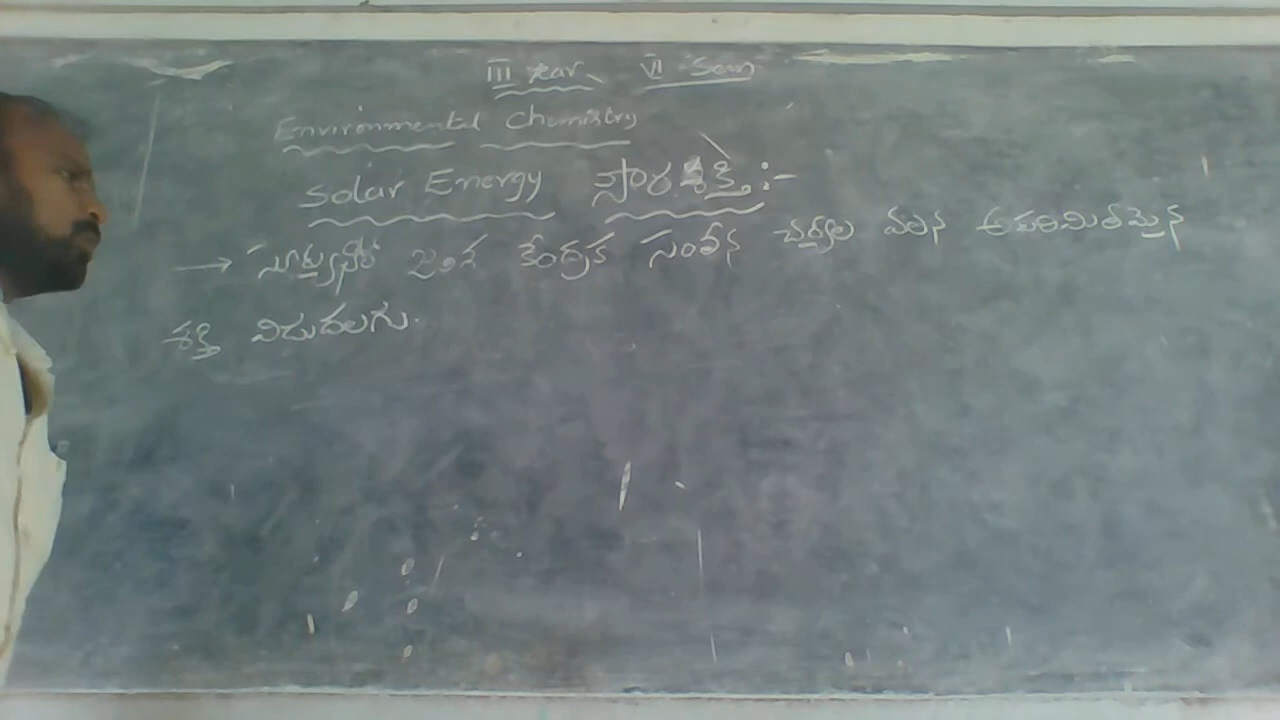 III Year VI Sem
Environmental Chemistry
Solar Energy సౌరశక్తి :-
→ సూర్యునిలో జరిగే కేంద్రక సంలీన చర్యల వలన అపరిమితమైన
శక్తి విడుదలగు.